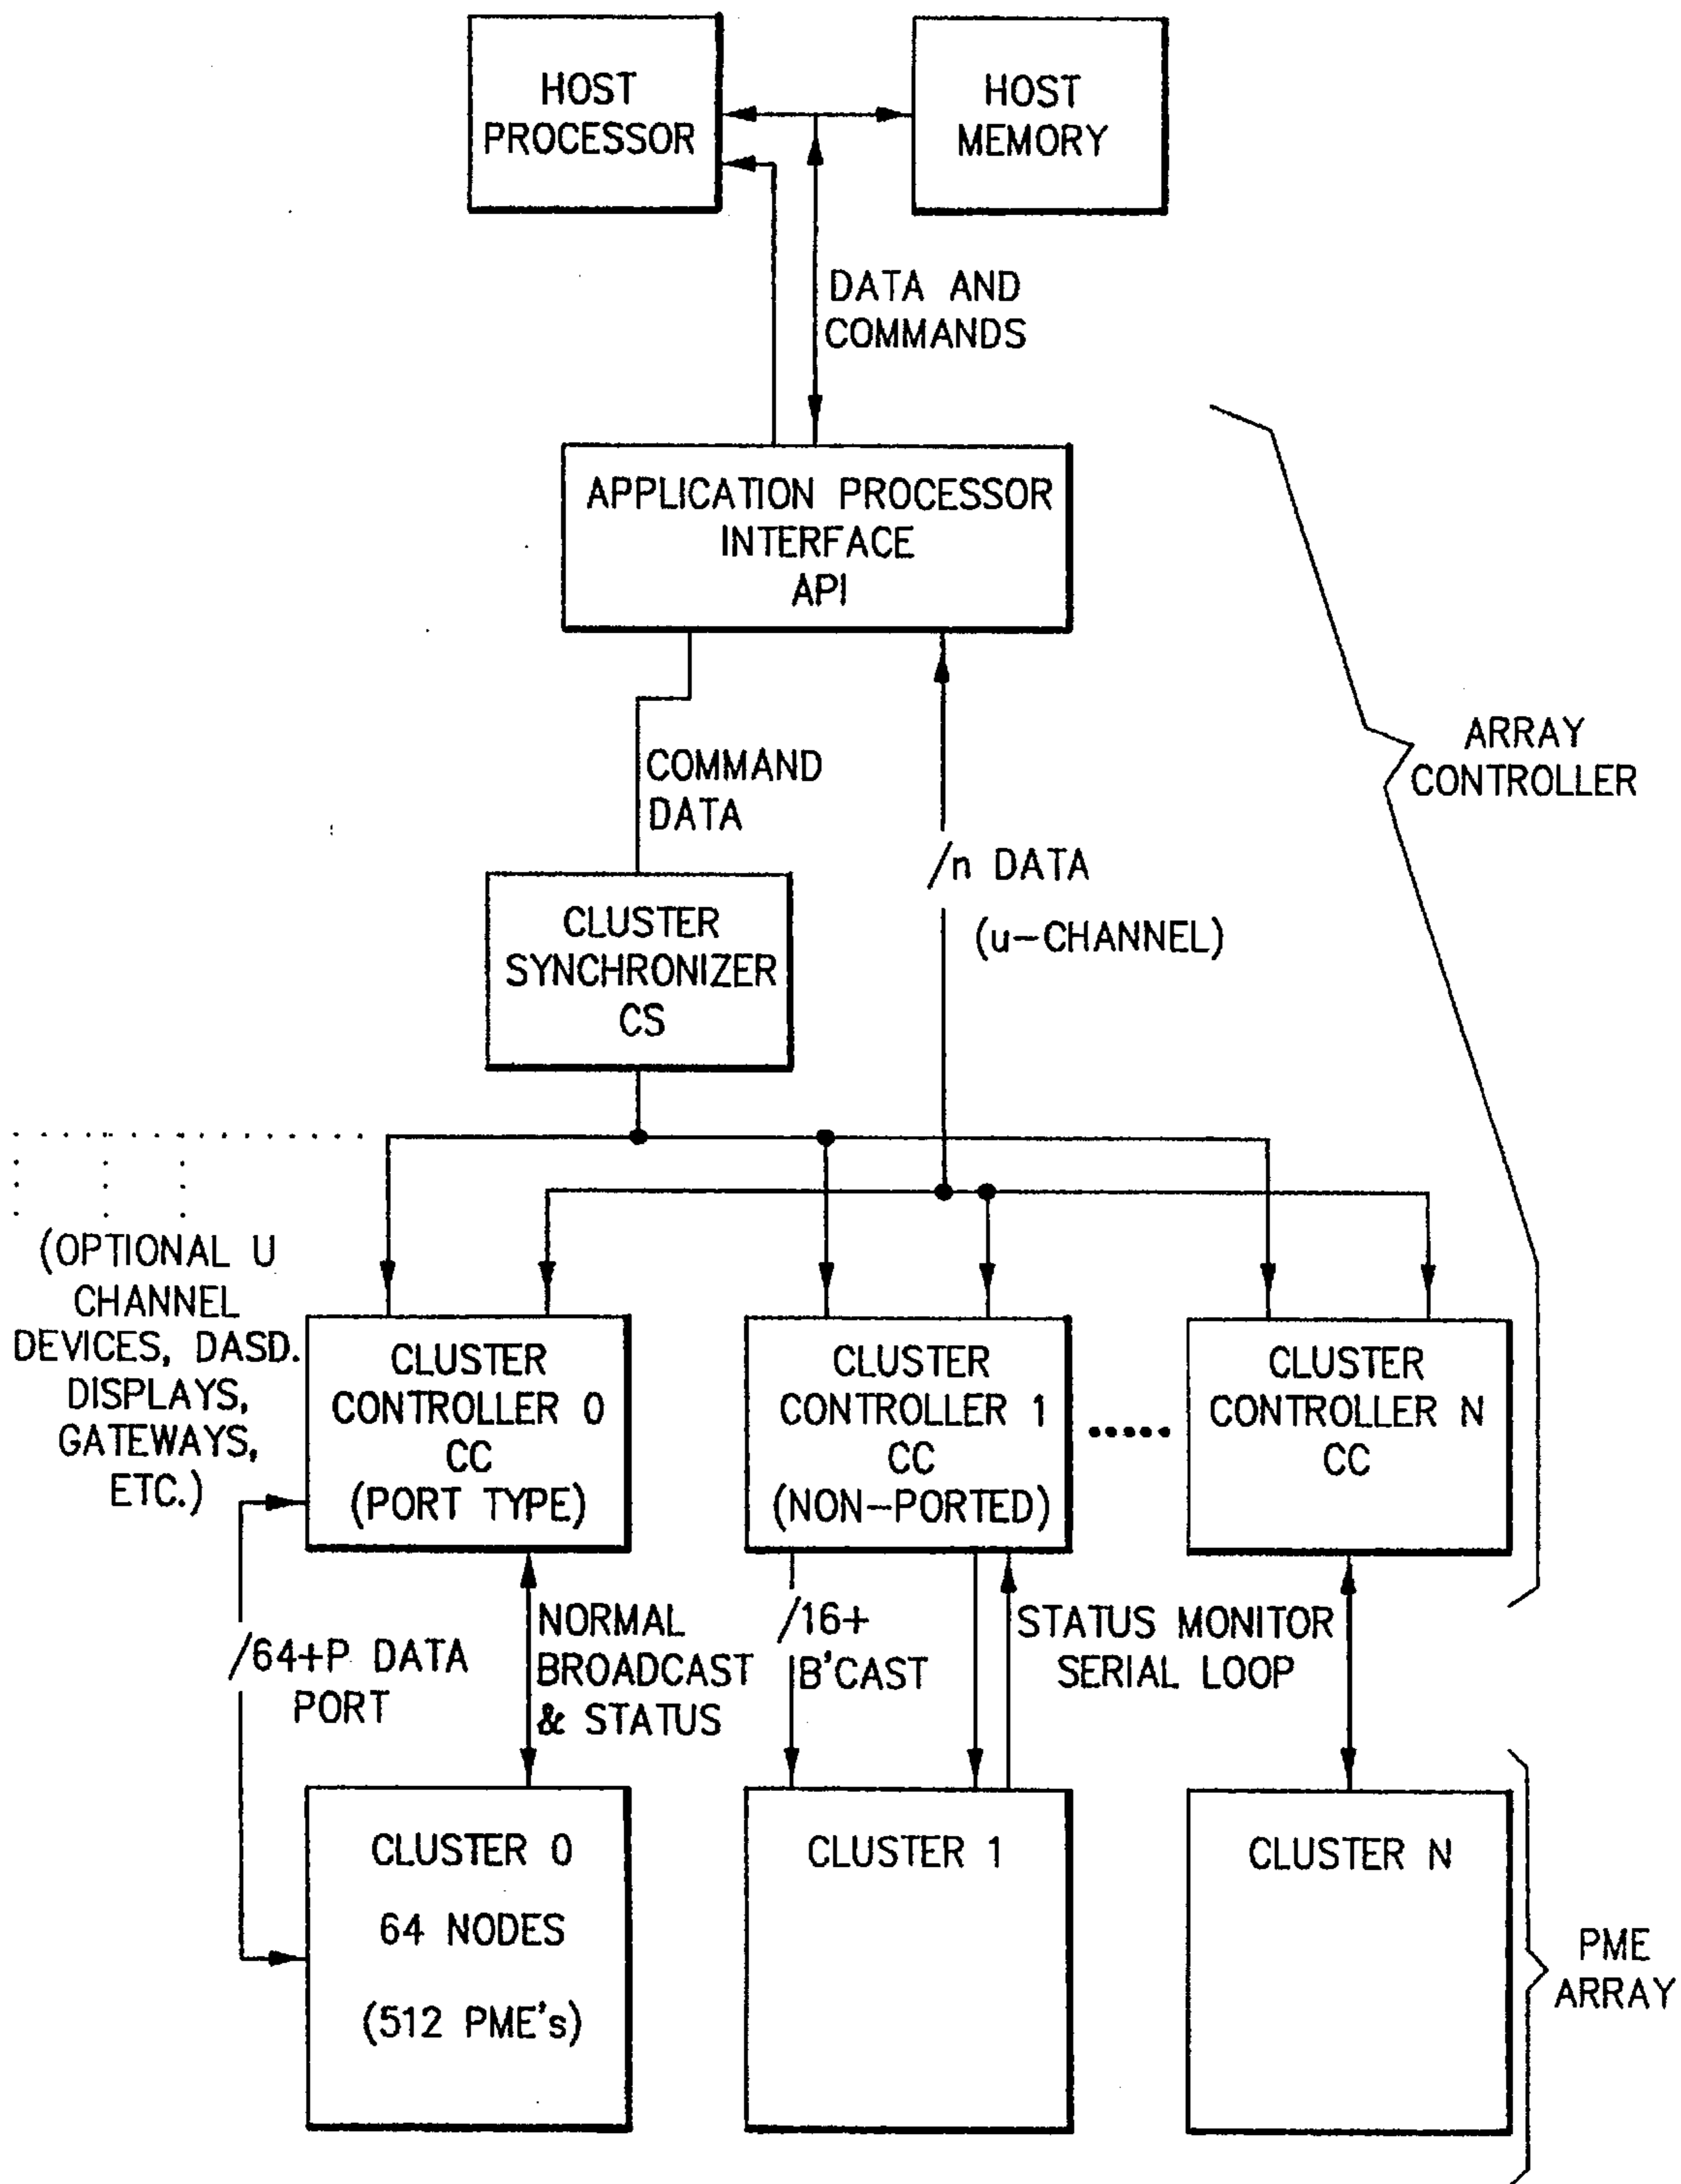 HOST
PROCESSOR
HOST
MEMORY
DATA AND
COMMANDS
APPLICATION PROCESSOR
INTERFACE
API
ARRAY
CONTROLLER
COMMAND
DATA
/n DATA
(u-CHANNEL)
CLUSTER
SYNCHRONIZER
CS
(OPTIONAL U
CHANNEL
DEVICES, DASD.
DISPLAYS,
GATEWAYS,
ETC.)
CLUSTER
CONTROLLER 0
CC
(PORT TYPE)
CLUSTER
CONTROLLER 1
CC
(NON-PORTED)
CLUSTER
CONTROLLER N
CC
/64+P DATA
PORT
NORMAL
BROADCAST
& STATUS
/16+
B'CAST
STATUS MONITOR
SERIAL LOOP
CLUSTER 0
64 NODES
(512 PME's)
CLUSTER 1
CLUSTER N
PME
ARRAY